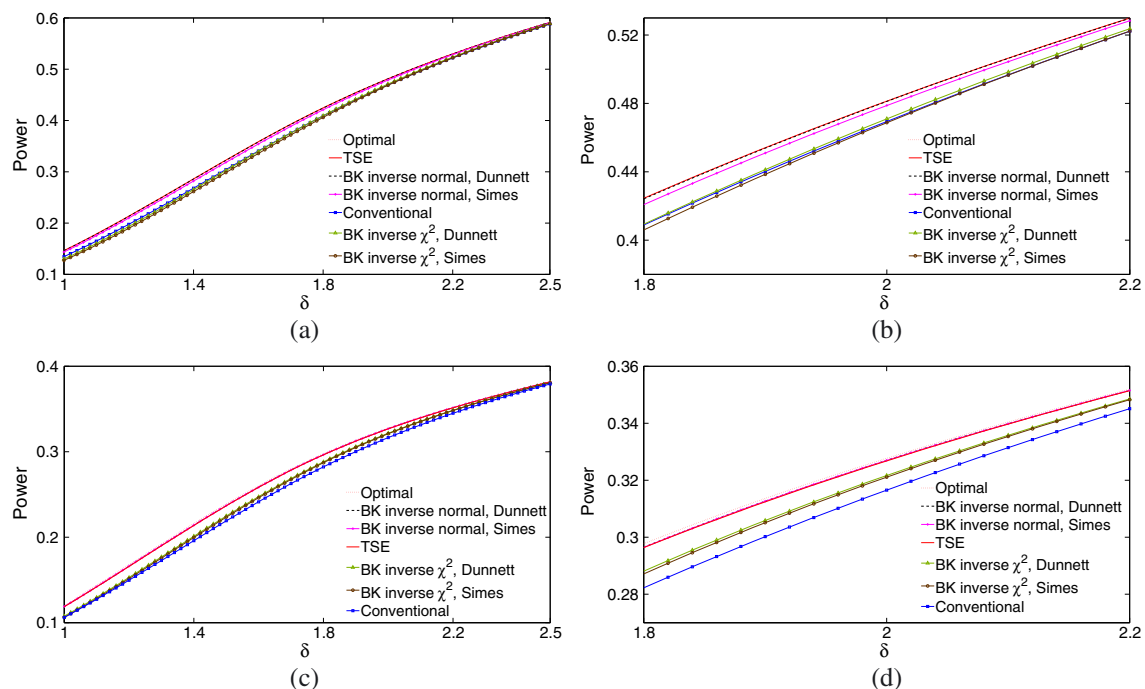 0.6
0.5
0.4
0.3
0.2
0.1
Power
Optimal
TSE
BK inverse normal, Dunnett
BK inverse normal, Simes
Conventional
BK inverse χ², Dunnett
BK inverse χ², Simes
1
1.4
1.8
2.2
2.5
δ
(a)
0.52
0.48
0.44
0.4
Power
Optimal
TSE
BK inverse normal, Dunnett
BK inverse normal, Simes
Conventional
BK inverse χ², Dunnett
BK inverse χ², Simes
1.8
2
2.2
δ
(b)
0.4
0.3
0.2
0.1
Power
Optimal
BK inverse normal, Dunnett
BK inverse normal, Simes
TSE
BK inverse χ², Dunnett
BK inverse χ², Simes
Conventional
1
1.4
1.8
2.2
2.5
δ
(c)
0.36
0.34
0.32
0.3
0.28
Power
Optimal
BK inverse normal, Dunnett
BK inverse normal, Simes
TSE
BK inverse χ², Dunnett
BK inverse χ², Simes
Conventional
1.8
2
2.2
δ
(d)